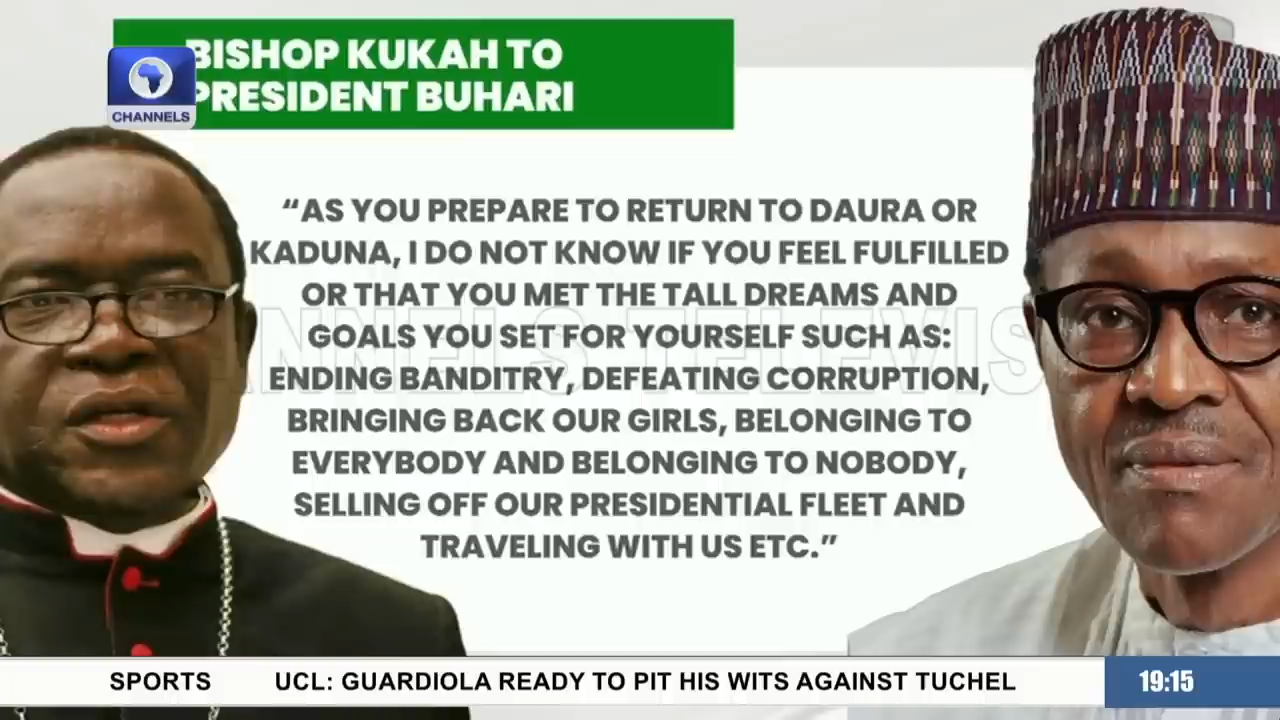 BISHOP KUKAH TO
PRESIDENT BUHARI
CHANNELS
“AS YOU PREPARE TO RETURN TO DAURA OR
KADUNA, I DO NOT KNOW IF YOU FEEL FULFILLED
OR THAT YOU MET THE TALL DREAMS AND
GOALS YOU SET FOR YOURSELF SUCH AS:
ENDING BANDITRY, DEFEATING CORRUPTION,
BRINGING BACK OUR GIRLS, BELONGING TO
EVERYBODY AND BELONGING TO NOBODY,
SELLING OFF OUR PRESIDENTIAL FLEET AND
TRAVELING WITH US ETC.”
SPORTS UCL: GUARDIOLA READY TO PIT HIS WITS AGAINST TUCHEL 19:15